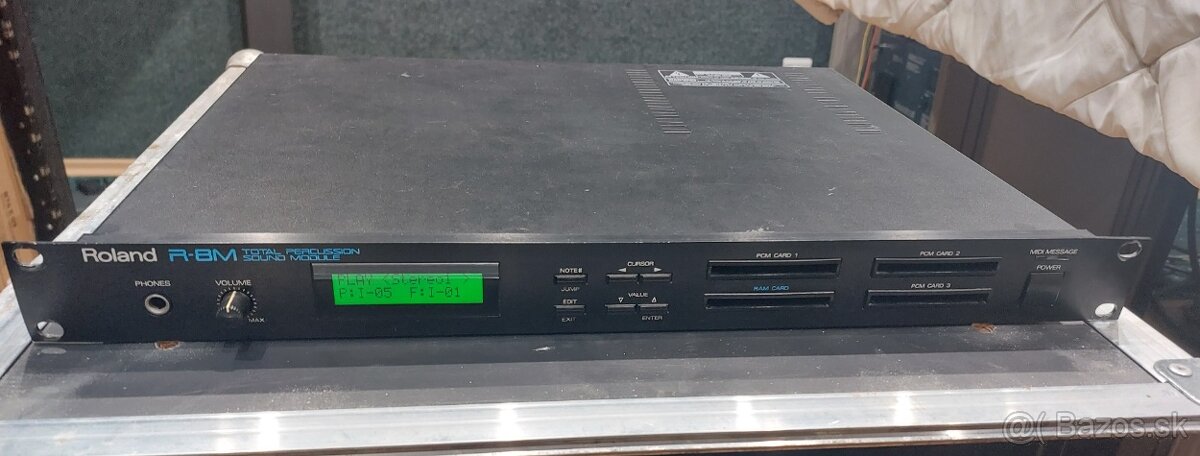 Roland R-8M TOTAL PERCUSSION
SOUND MODULE
PHONES
VOLUME
MAX
PLAY <Stereo1 >
P:I-05 F:I-01
NOTE#
JUMP
EDIT
EXIT
CURSOR
VALUE
ENTER
PCM CARD 1
RAM CARD
PCM CARD 2
PCM CARD 3
MIDI MESSAGE
POWER
@( Bazos.sk